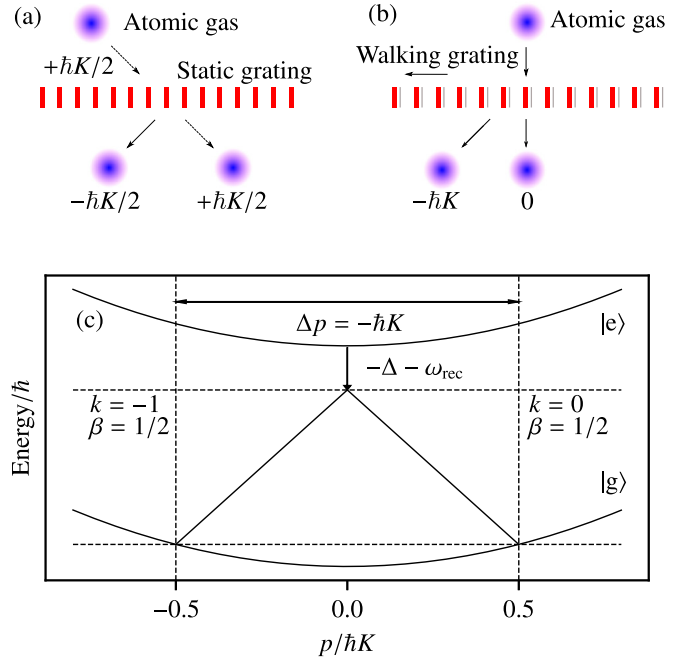 (a) Atomic gas
+ℏK/2
Static grating
−ℏK/2 +ℏK/2
(b) Atomic gas
Walking grating
−ℏK 0
(c)
Δp = −ℏK
|e⟩
−Δ − ω_rec
k = −1
β = 1/2
k = 0
β = 1/2
|g⟩
Energy/ℏ
−0.5 0.0 0.5
p/ℏK